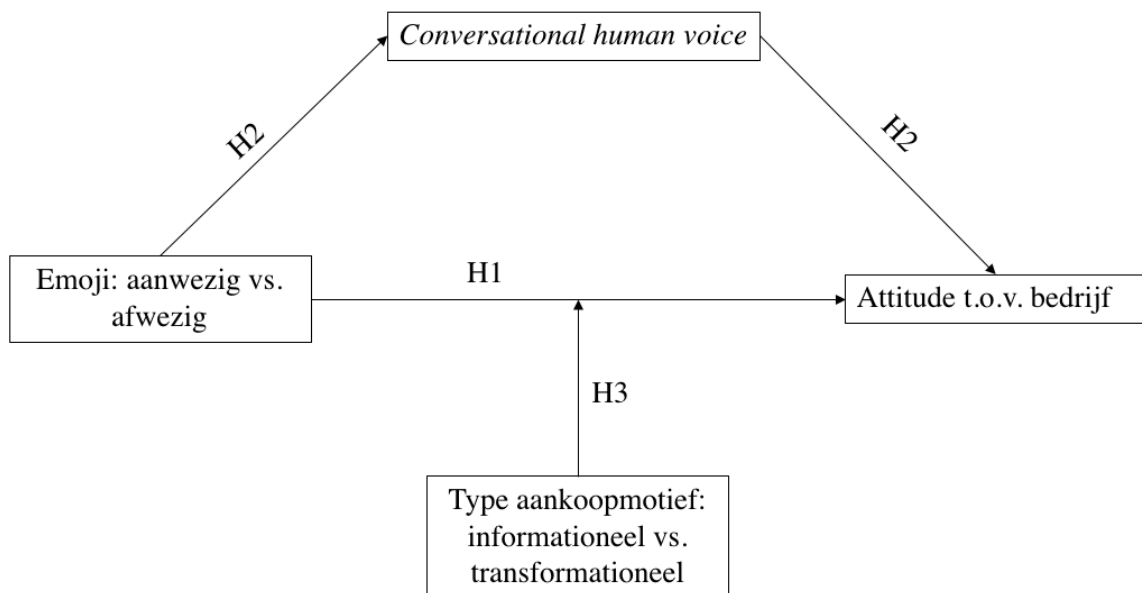 Conversational human voice
H2
H2
Emoji: aanwezig vs.
afwezig
H1
Attitude t.o.v. bedrijf
H3
Type aankoopmotief:
informationeel vs.
transformationeel